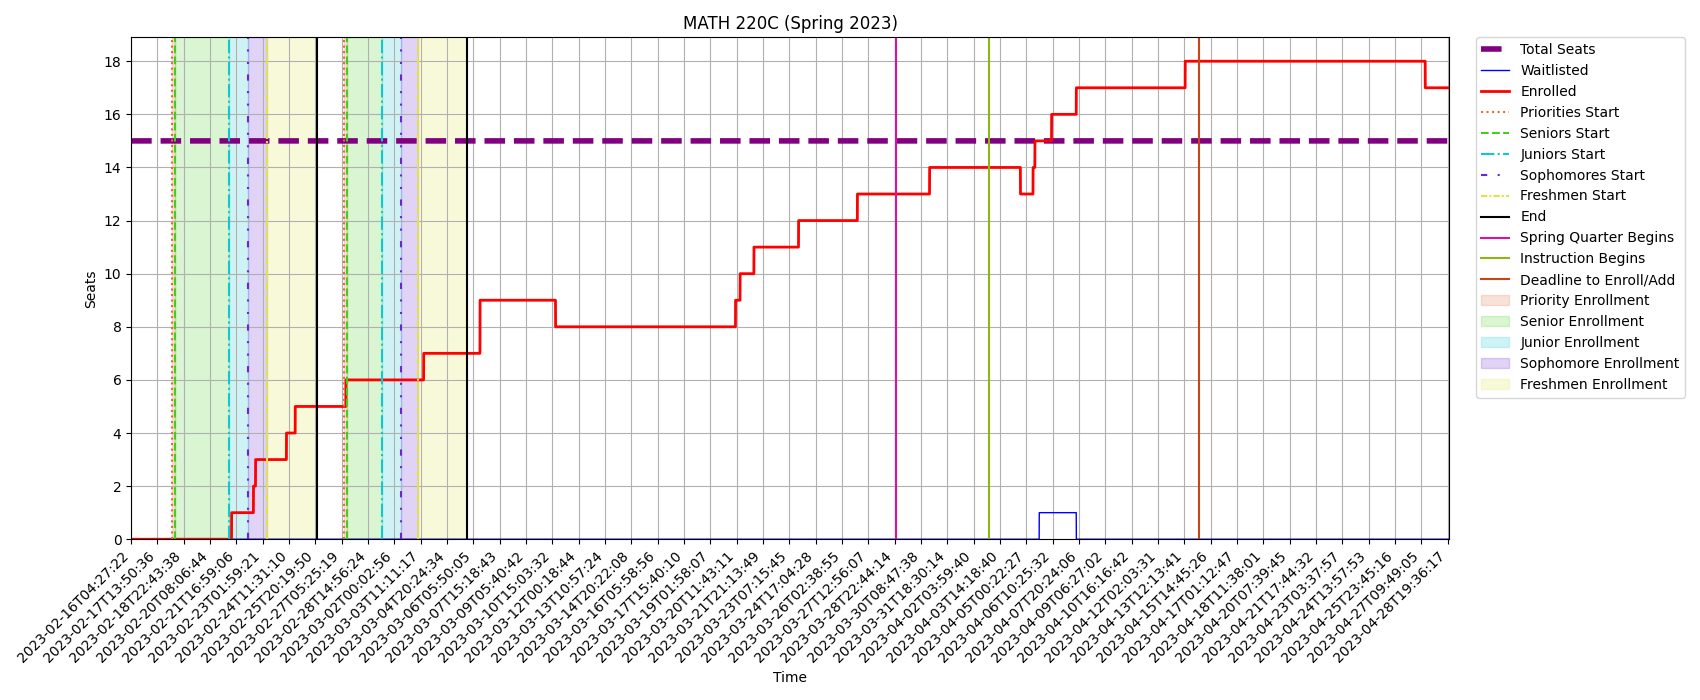 MATH 220C (Spring 2023)
Seats
18
16
14
12
10
8
6
4
2
0
2023-02-16T04:27:22
2023-02-17T13:50:36
2023-02-18T22:43:38
2023-02-20T08:06:44
2023-02-21T16:59:06
2023-02-23T01:59:21
2023-02-24T11:31:10
2023-02-25T20:19:50
2023-02-27T05:25:19
2023-02-28T14:56:24
2023-03-02T00:02:56
2023-03-03T11:11:17
2023-03-04T20:24:34
2023-03-06T05:50:05
2023-03-07T15:18:43
2023-03-09T05:40:42
2023-03-10T15:03:32
2023-03-12T00:18:44
2023-03-13T10:57:24
2023-03-14T20:22:08
2023-03-16T05:58:56
2023-03-17T15:40:16
2023-03-19T01:58:07
2023-03-20T11:43:11
2023-03-21T21:13:49
2023-03-23T07:15:45
2023-03-24T17:04:28
2023-03-26T02:38:55
2023-03-27T12:56:07
2023-03-28T22:44:14
2023-03-30T08:47:38
2023-03-31T18:30:14
2023-04-02T03:59:40
2023-04-03T14:18:40
2023-04-05T00:22:27
2023-04-06T10:25:32
2023-04-07T20:24:06
2023-04-09T06:27:02
2023-04-10T16:16:42
2023-04-12T02:03:31
2023-04-13T12:13:41
2023-04-15T14:45:26
2023-04-17T01:12:47
2023-04-18T11:38:01
2023-04-20T07:39:45
2023-04-21T17:44:32
2023-04-23T03:37:57
2023-04-24T13:57:53
2023-04-25T23:45:16
2023-04-27T09:49:05
2023-04-28T19:36:17
Time
Total Seats
Waitlisted
Enrolled
Priorities Start
Seniors Start
Juniors Start
Sophomores Start
Freshmen Start
End
Spring Quarter Begins
Instruction Begins
Deadline to Enroll/Add
Priority Enrollment
Senior Enrollment
Junior Enrollment
Sophomore Enrollment
Freshmen Enrollment